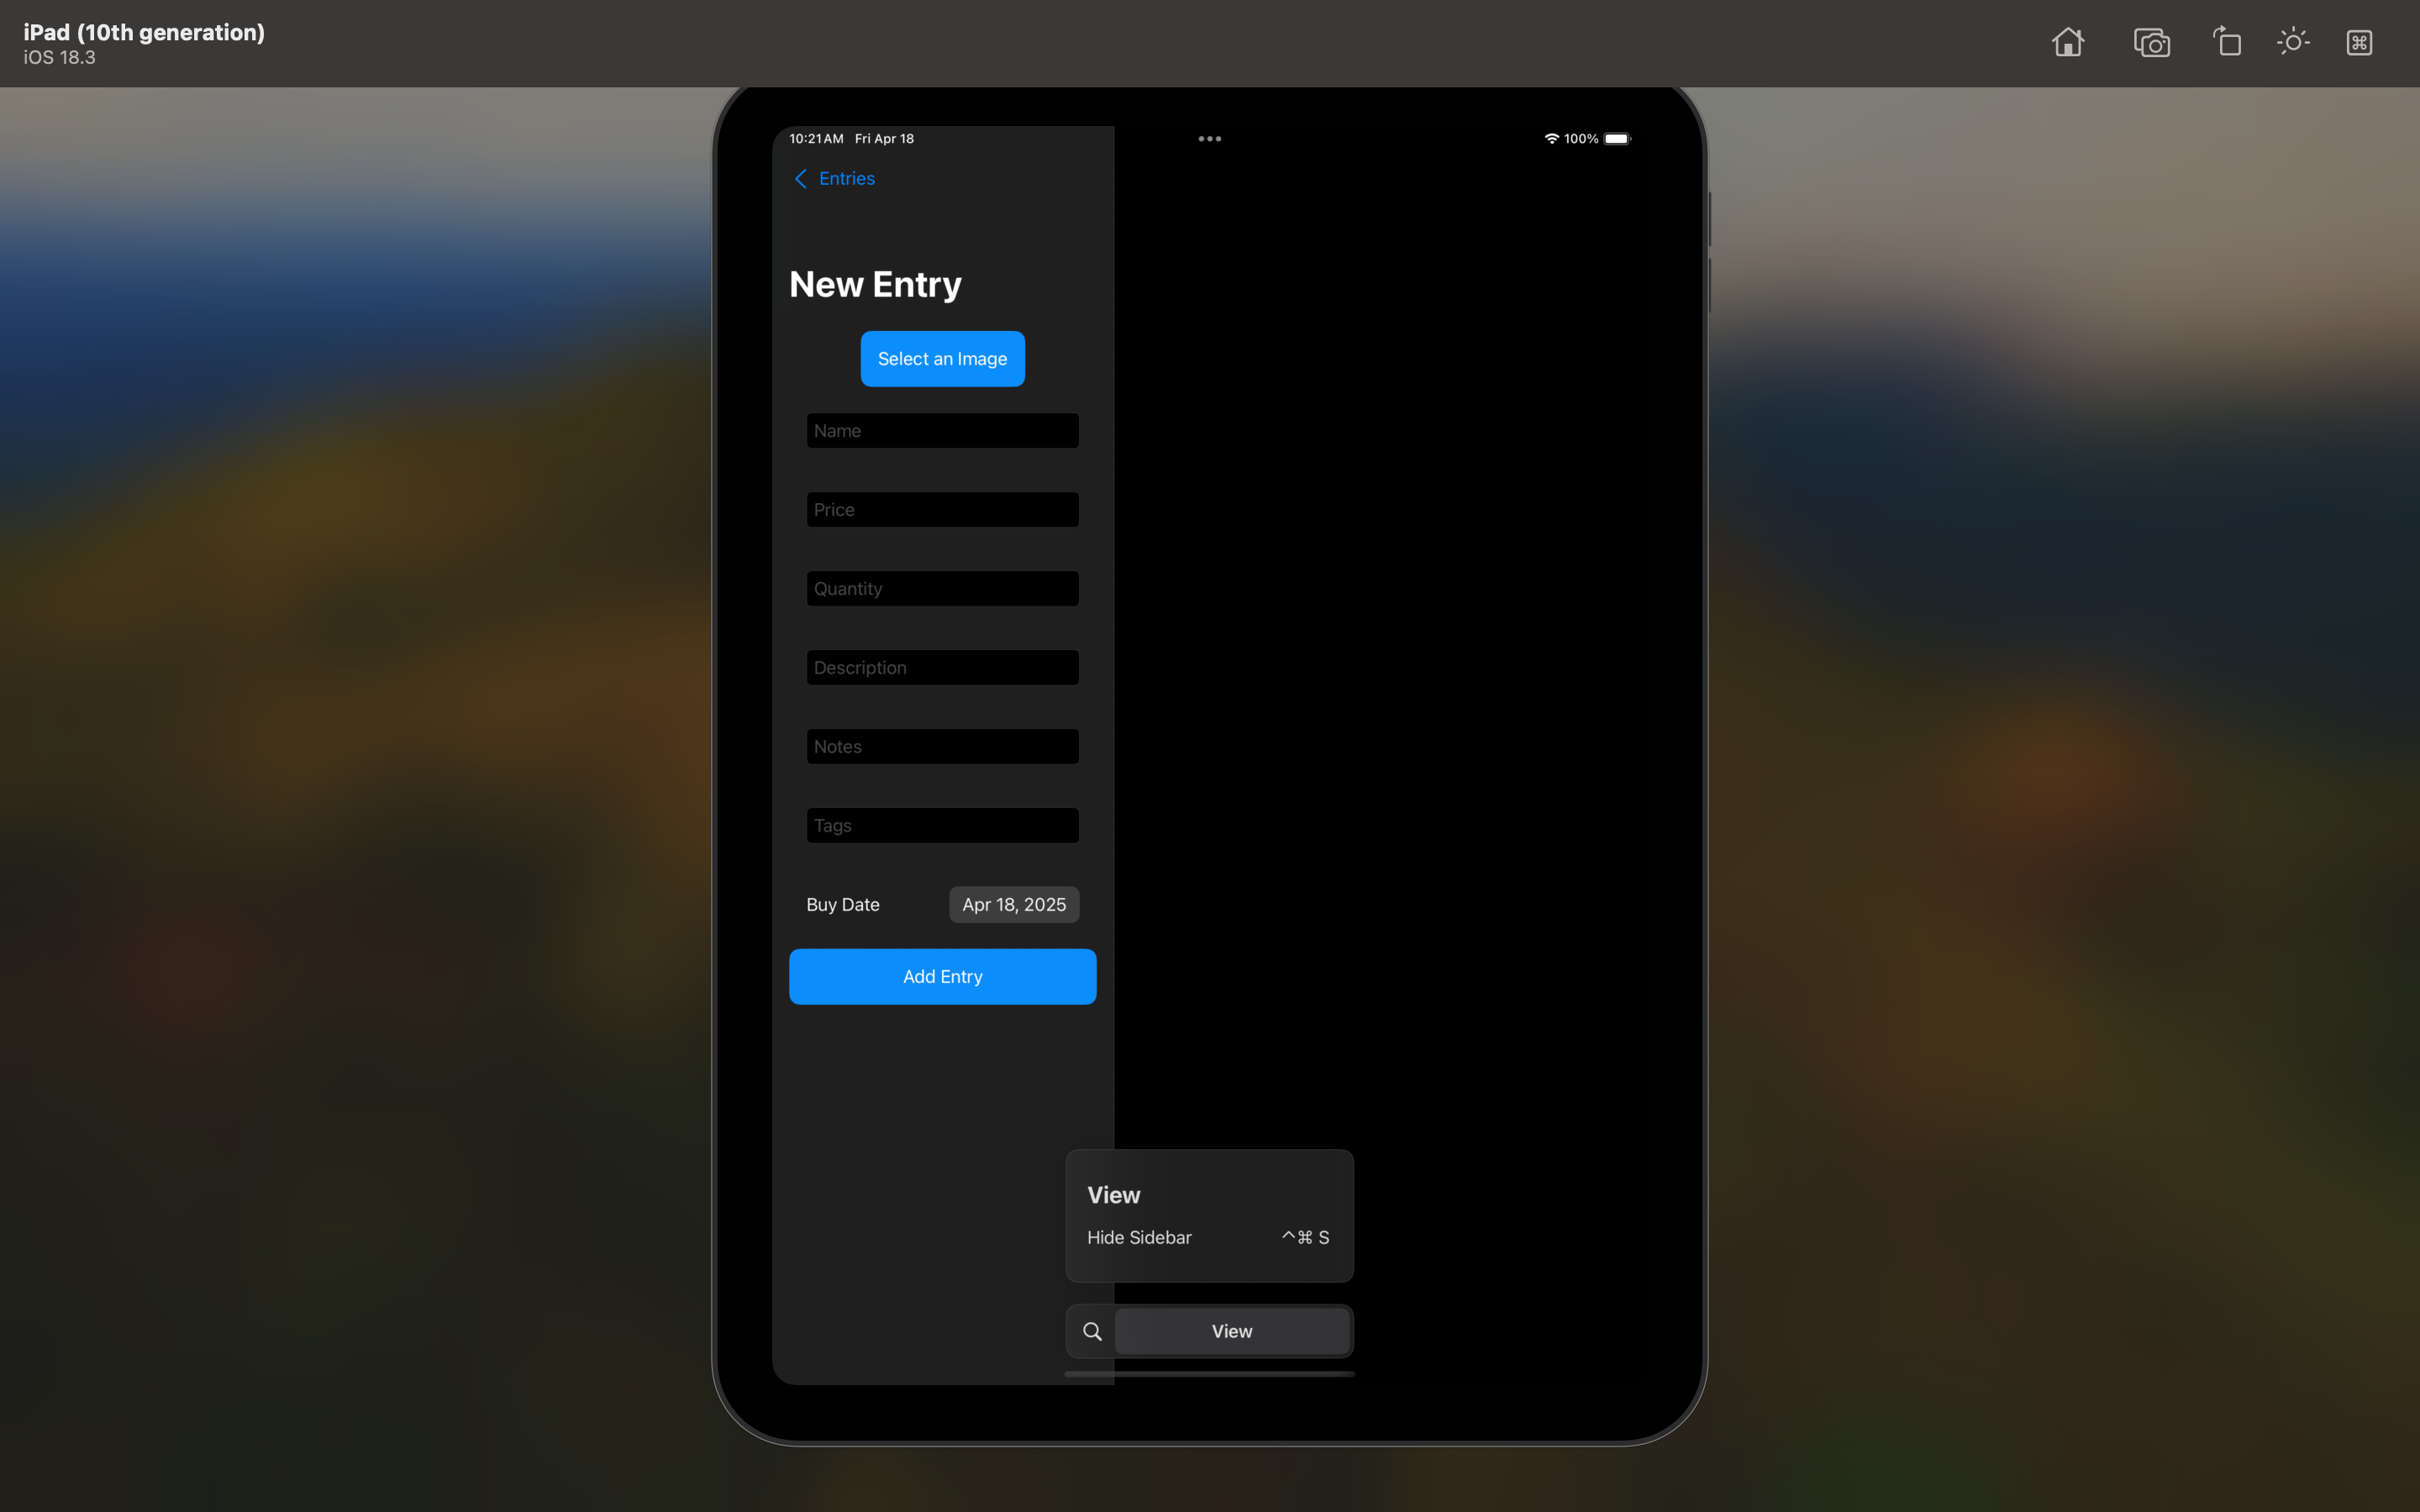 iPad (10th generation)
iOS 18.3
10:21 AM Fri Apr 18
100%
Entries
New Entry
Select an Image
Name
Price
Quantity
Description
Notes
Tags
Buy Date Apr 18, 2025
Add Entry
View
Hide Sidebar ^⌘ S
View